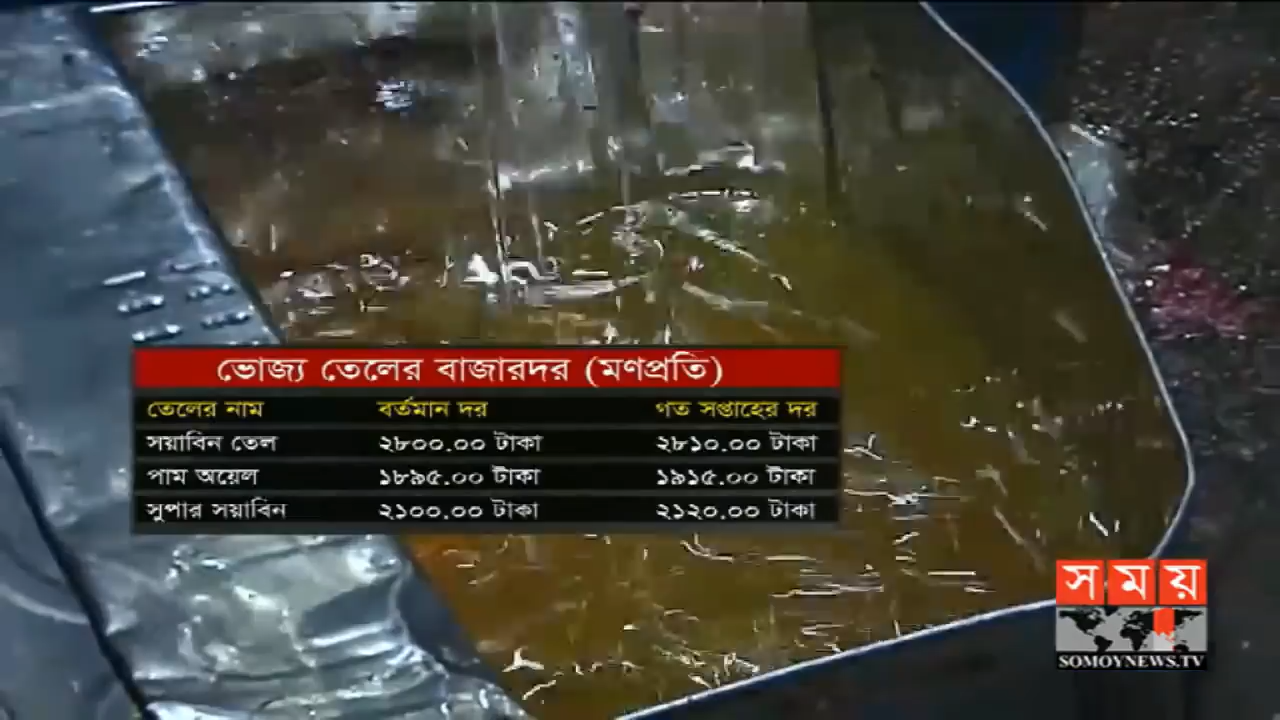 ভোজ্য তেলের বাজারদর (মণপ্রতি)
তেলের নাম বর্তমান দর গত সপ্তাহের দর
সয়াবিন তেল ২৮০০.০০ টাকা ২৮১০.০০ টাকা
পাম অয়েল ১৮৯৫.০০ টাকা ১৯১৫.০০ টাকা
সুপার সয়াবিন ২১০০.০০ টাকা ২১২০.০০ টাকা
সময়
SOMOYNEWS.TV